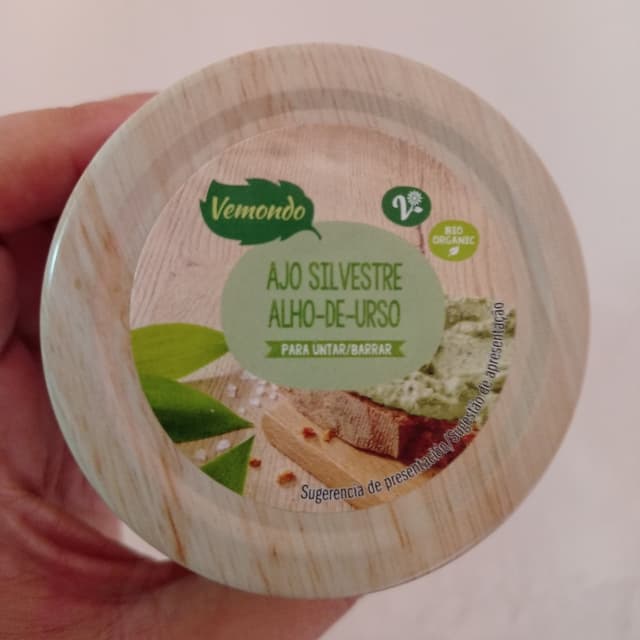 Vemondo
V
BIO
ORGANIC
AJO SILVESTRE
ALHO-DE-URSO
PARA UNTAR/BARRAR
Sugerencia de presentación/Sugestão de apresentação